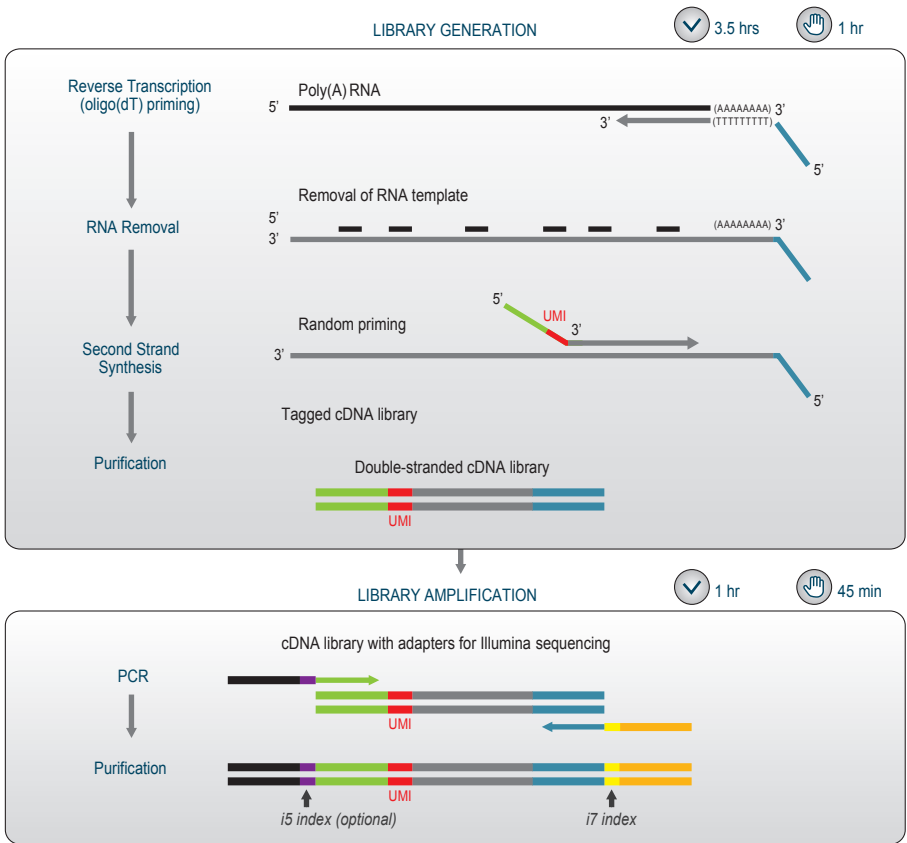 LIBRARY GENERATION
3.5 hrs
1 hr
Reverse Transcription
(oligo(dT) priming)
Poly(A) RNA
5’
(AAAAAAAA) 3’
3’
(TTTTTTTTT)
5’
RNA Removal
Removal of RNA template
5’
(AAAAAAAA) 3’
3’
Second Strand
Synthesis
Random priming
5’
UMI
3’
3’
5’
Tagged cDNA library
Purification
Double-stranded cDNA library
UMI
LIBRARY AMPLIFICATION
1 hr
45 min
cDNA library with adapters for Illumina sequencing
PCR
UMI
Purification
UMI
i5 index (optional)
i7 index